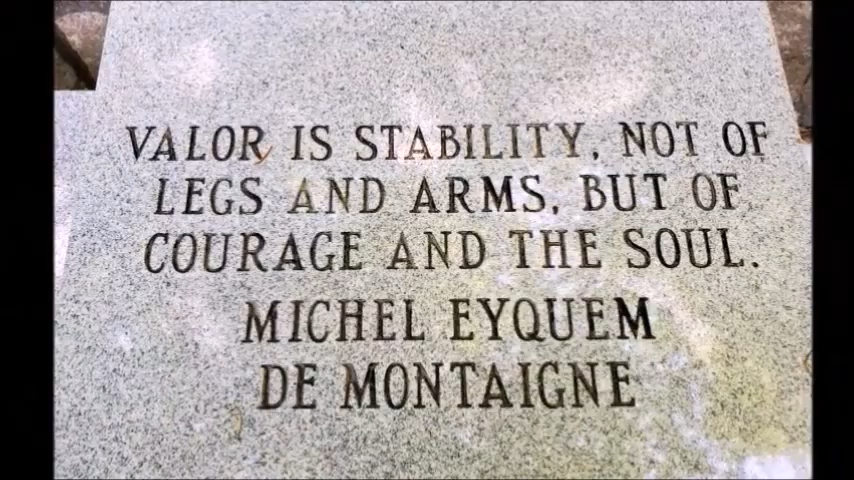 VALOR IS STABILITY, NOT OF
LEGS AND ARMS, BUT OF
COURAGE AND THE SOUL.
MICHEL EYQUEM
DE MONTAIGNE